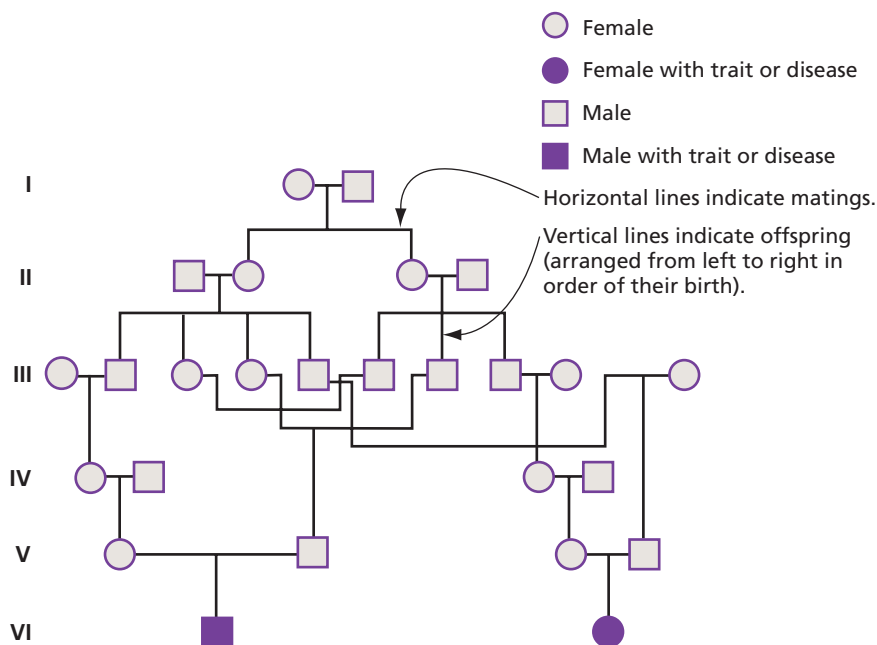 Female
Female with trait or disease
Male
Male with trait or disease
I
Horizontal lines indicate matings.
Vertical lines indicate offspring
(arranged from left to right in
order of their birth).
II
III
IV
V
VI